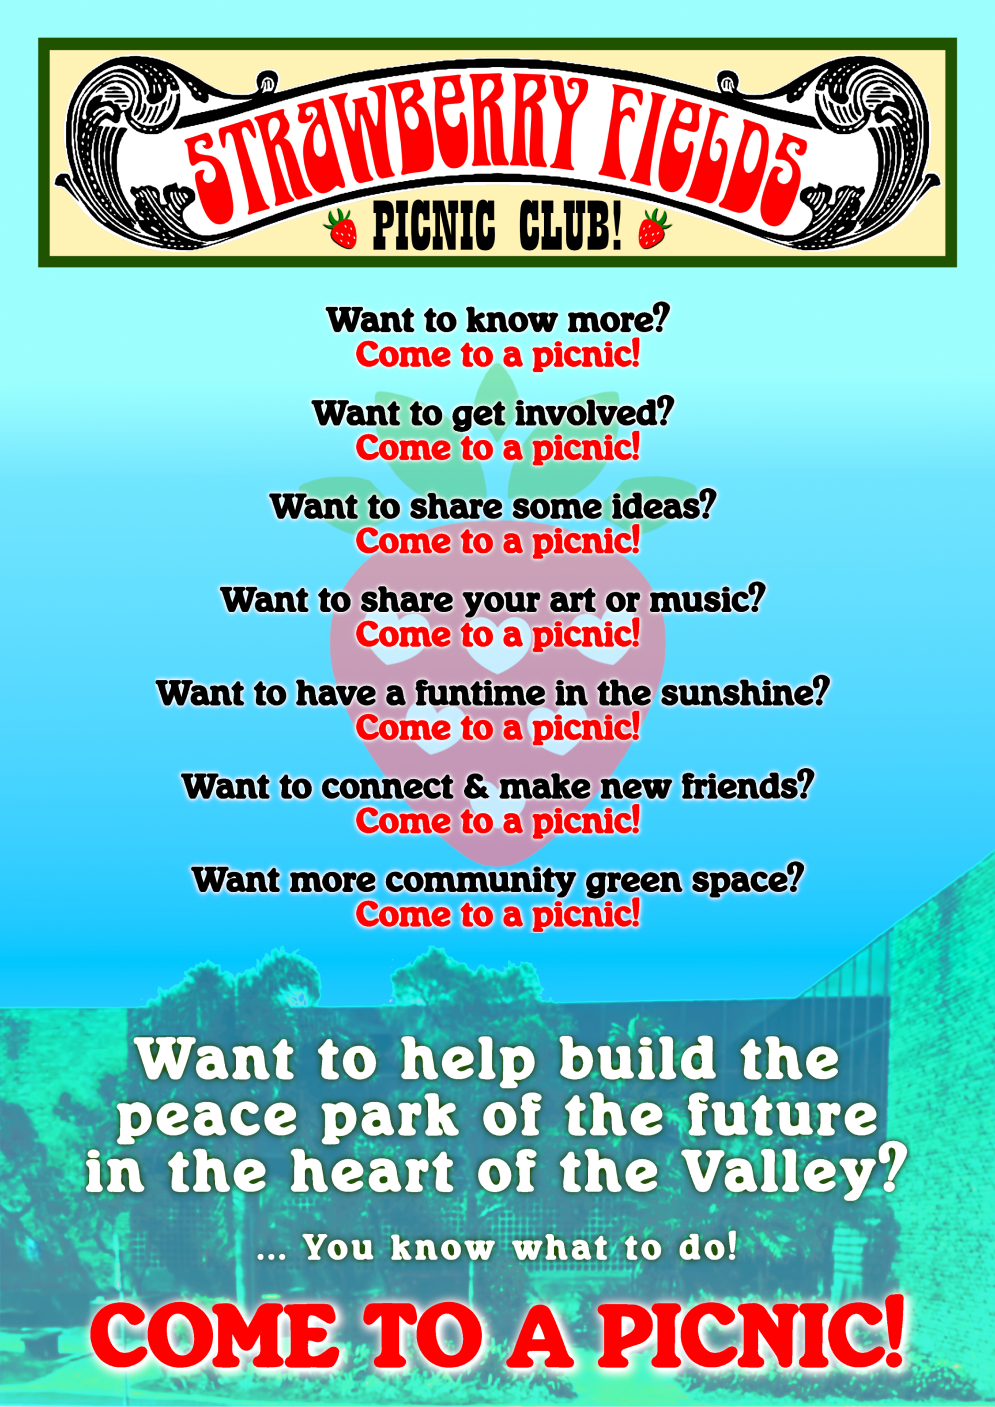 STRAWBERRY FIELDS
PICNIC CLUB!
Want to know more?
Come to a picnic!
Want to get involved?
Come to a picnic!
Want to share some ideas?
Come to a picnic!
Want to share your art or music?
Come to a picnic!
Want to have a funtime in the sunshine?
Come to a picnic!
Want to connect & make new friends?
Come to a picnic!
Want more community green space?
Come to a picnic!
Want to help build the
peace park of the future
in the heart of the Valley?
... You know what to do!
COME TO A PICNIC!